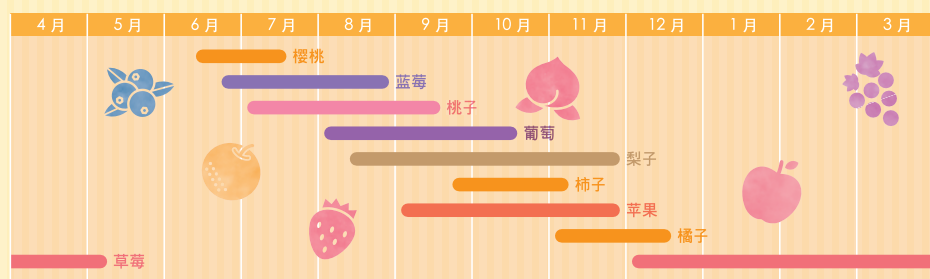 4月 5月 6月 7月 8月 9月 10月 11月 12月 1月 2月 3月
樱桃
蓝莓
桃子
葡萄
梨子
柿子
苹果
橘子
草莓